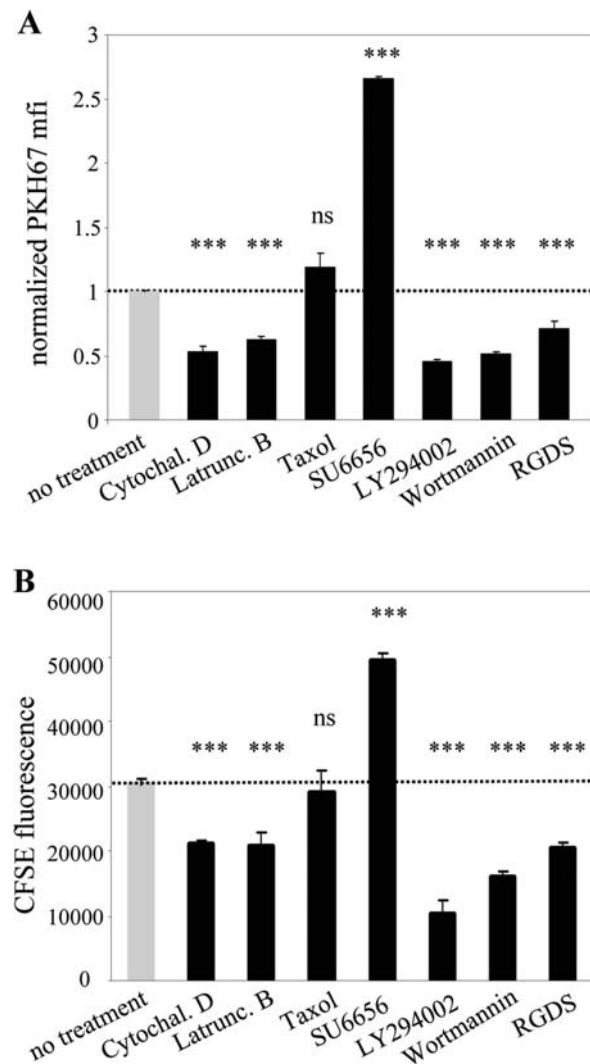 A
normalized PKH67 mfi
3
2.5
2
1.5
1
0.5
0
*** *** ns *** *** *** ***
no treatment
Cytochal. D
Latrunc. B
Taxol
SU6656
LY294002
Wortmannin
RGDS
B
CFSE fluorescence
60000
50000
40000
30000
20000
10000
0
*** *** ns *** *** *** ***
no treatment
Cytochal. D
Latrunc. B
Taxol
SU6656
LY294002
Wortmannin
RGDS